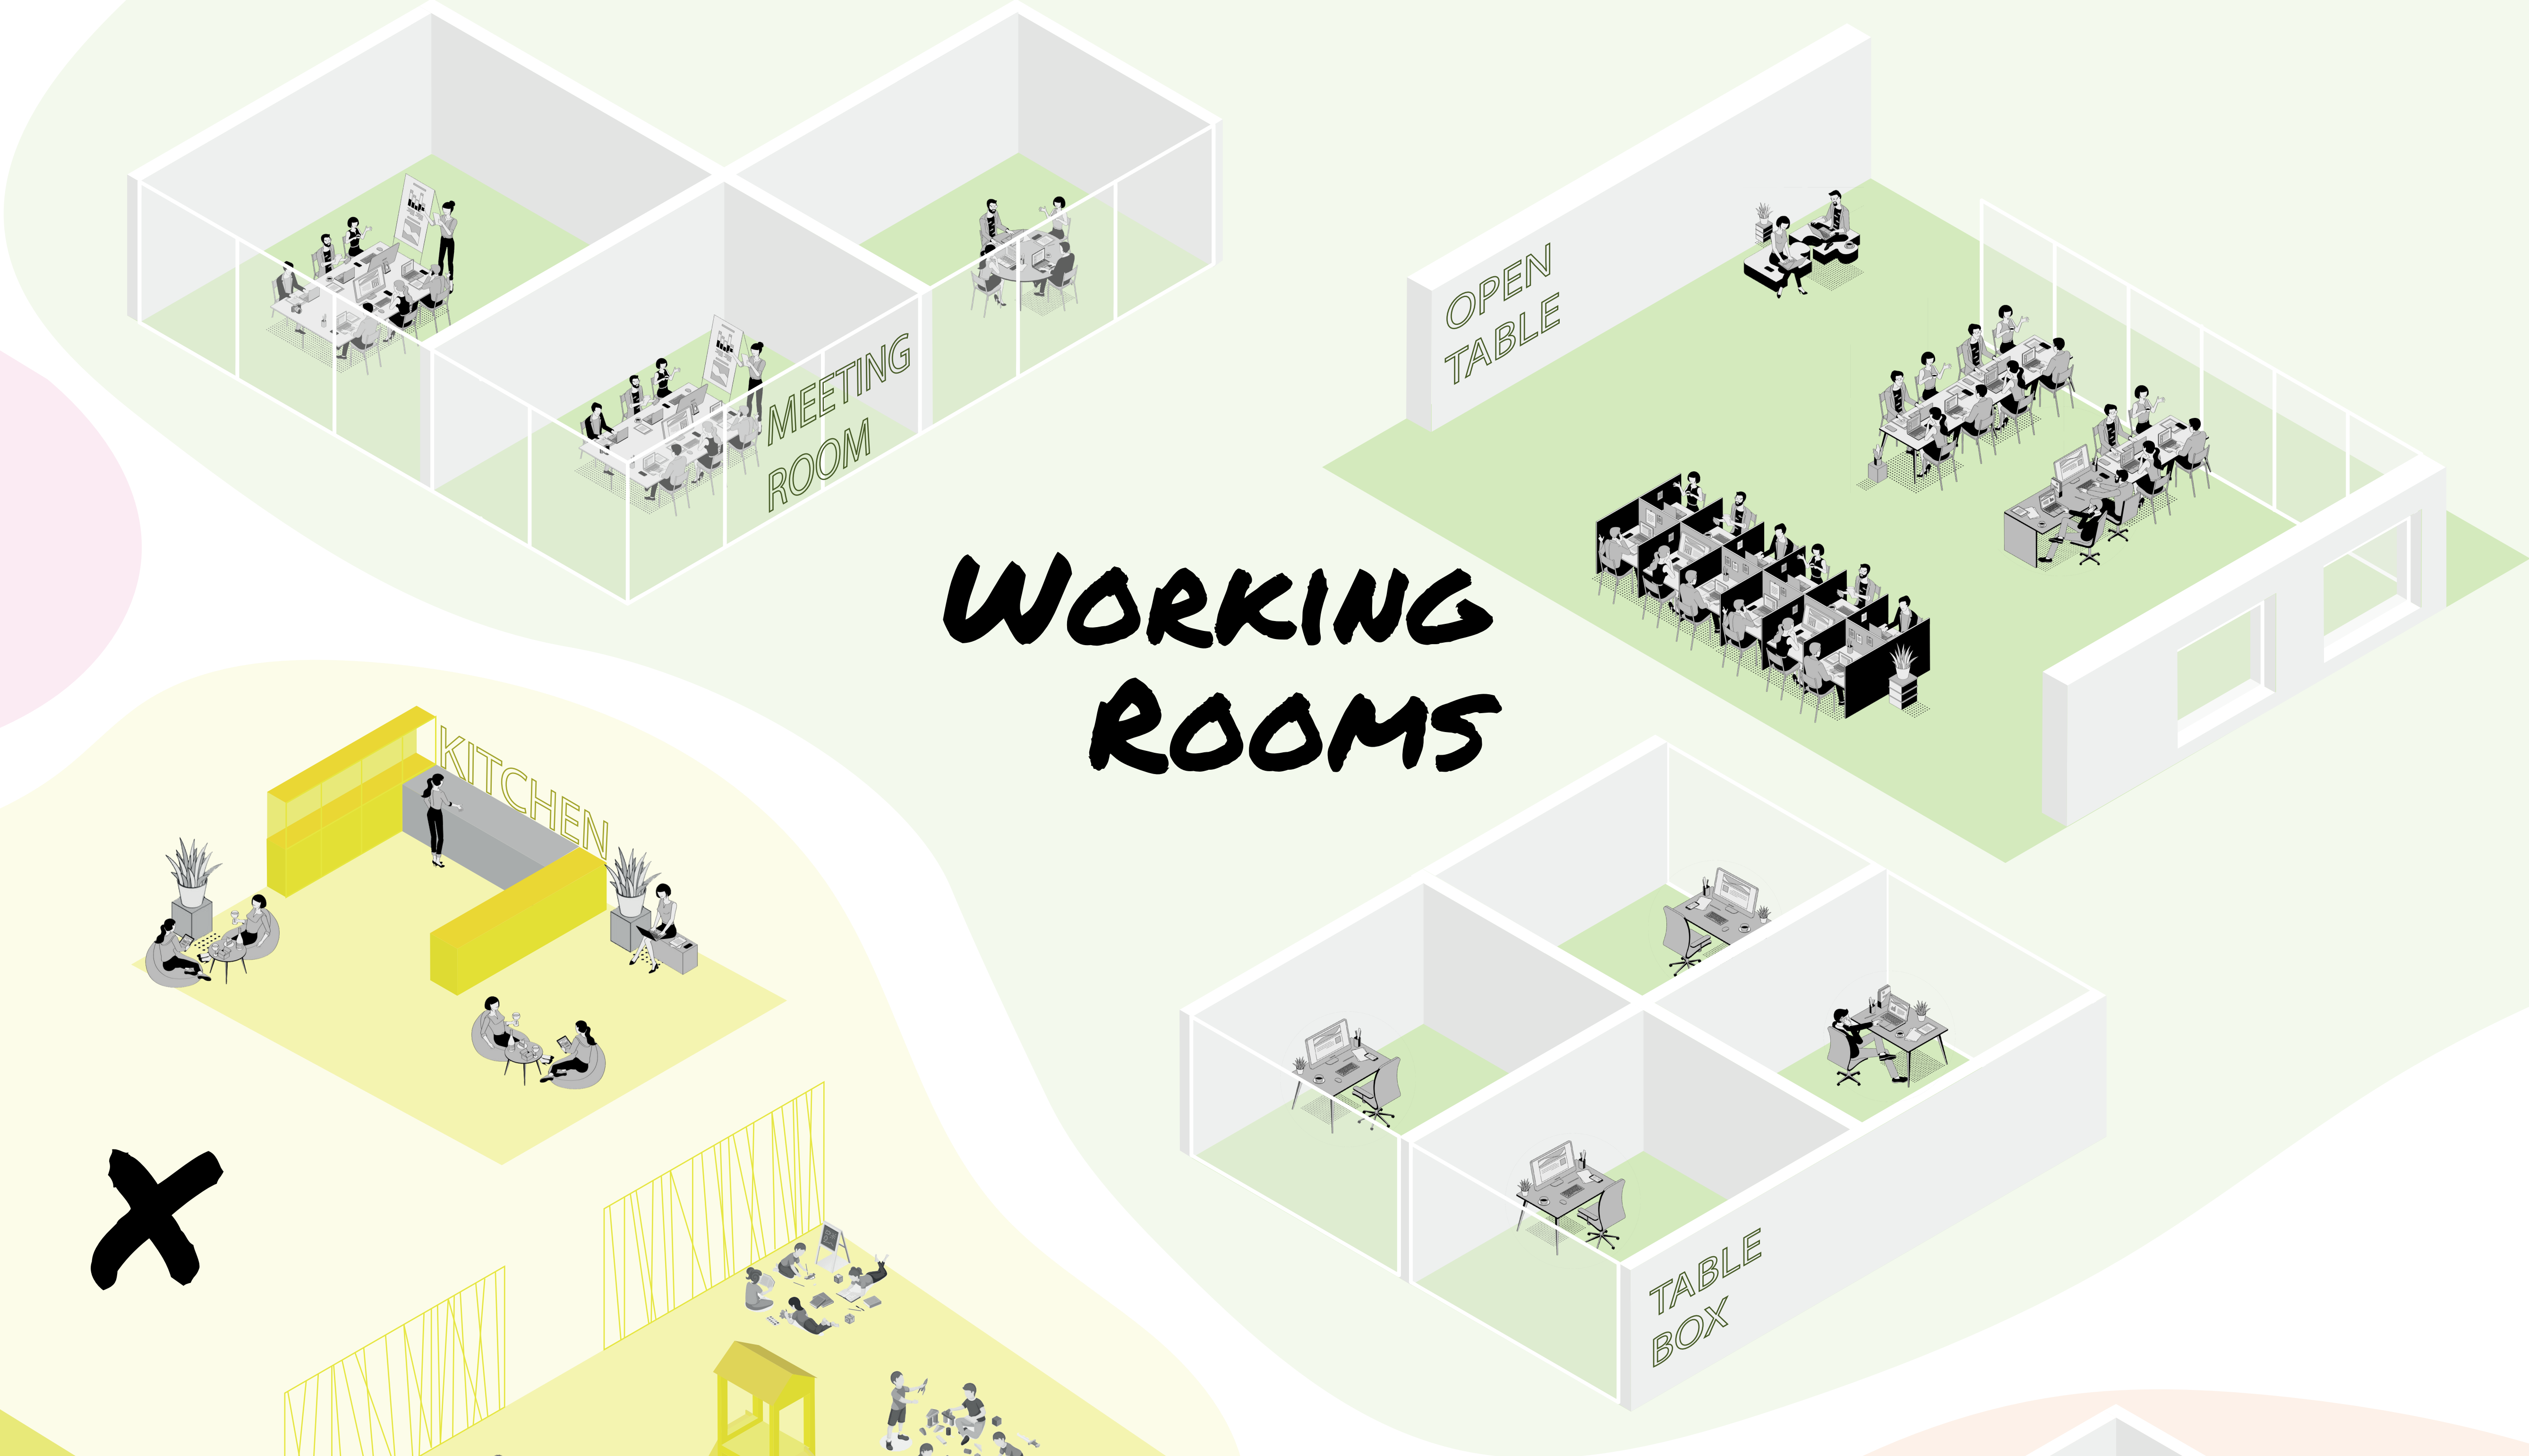 OPEN
TABLE
MEETING
ROOM
WORKING
ROOMS
KITCHEN
TABLE
BOX